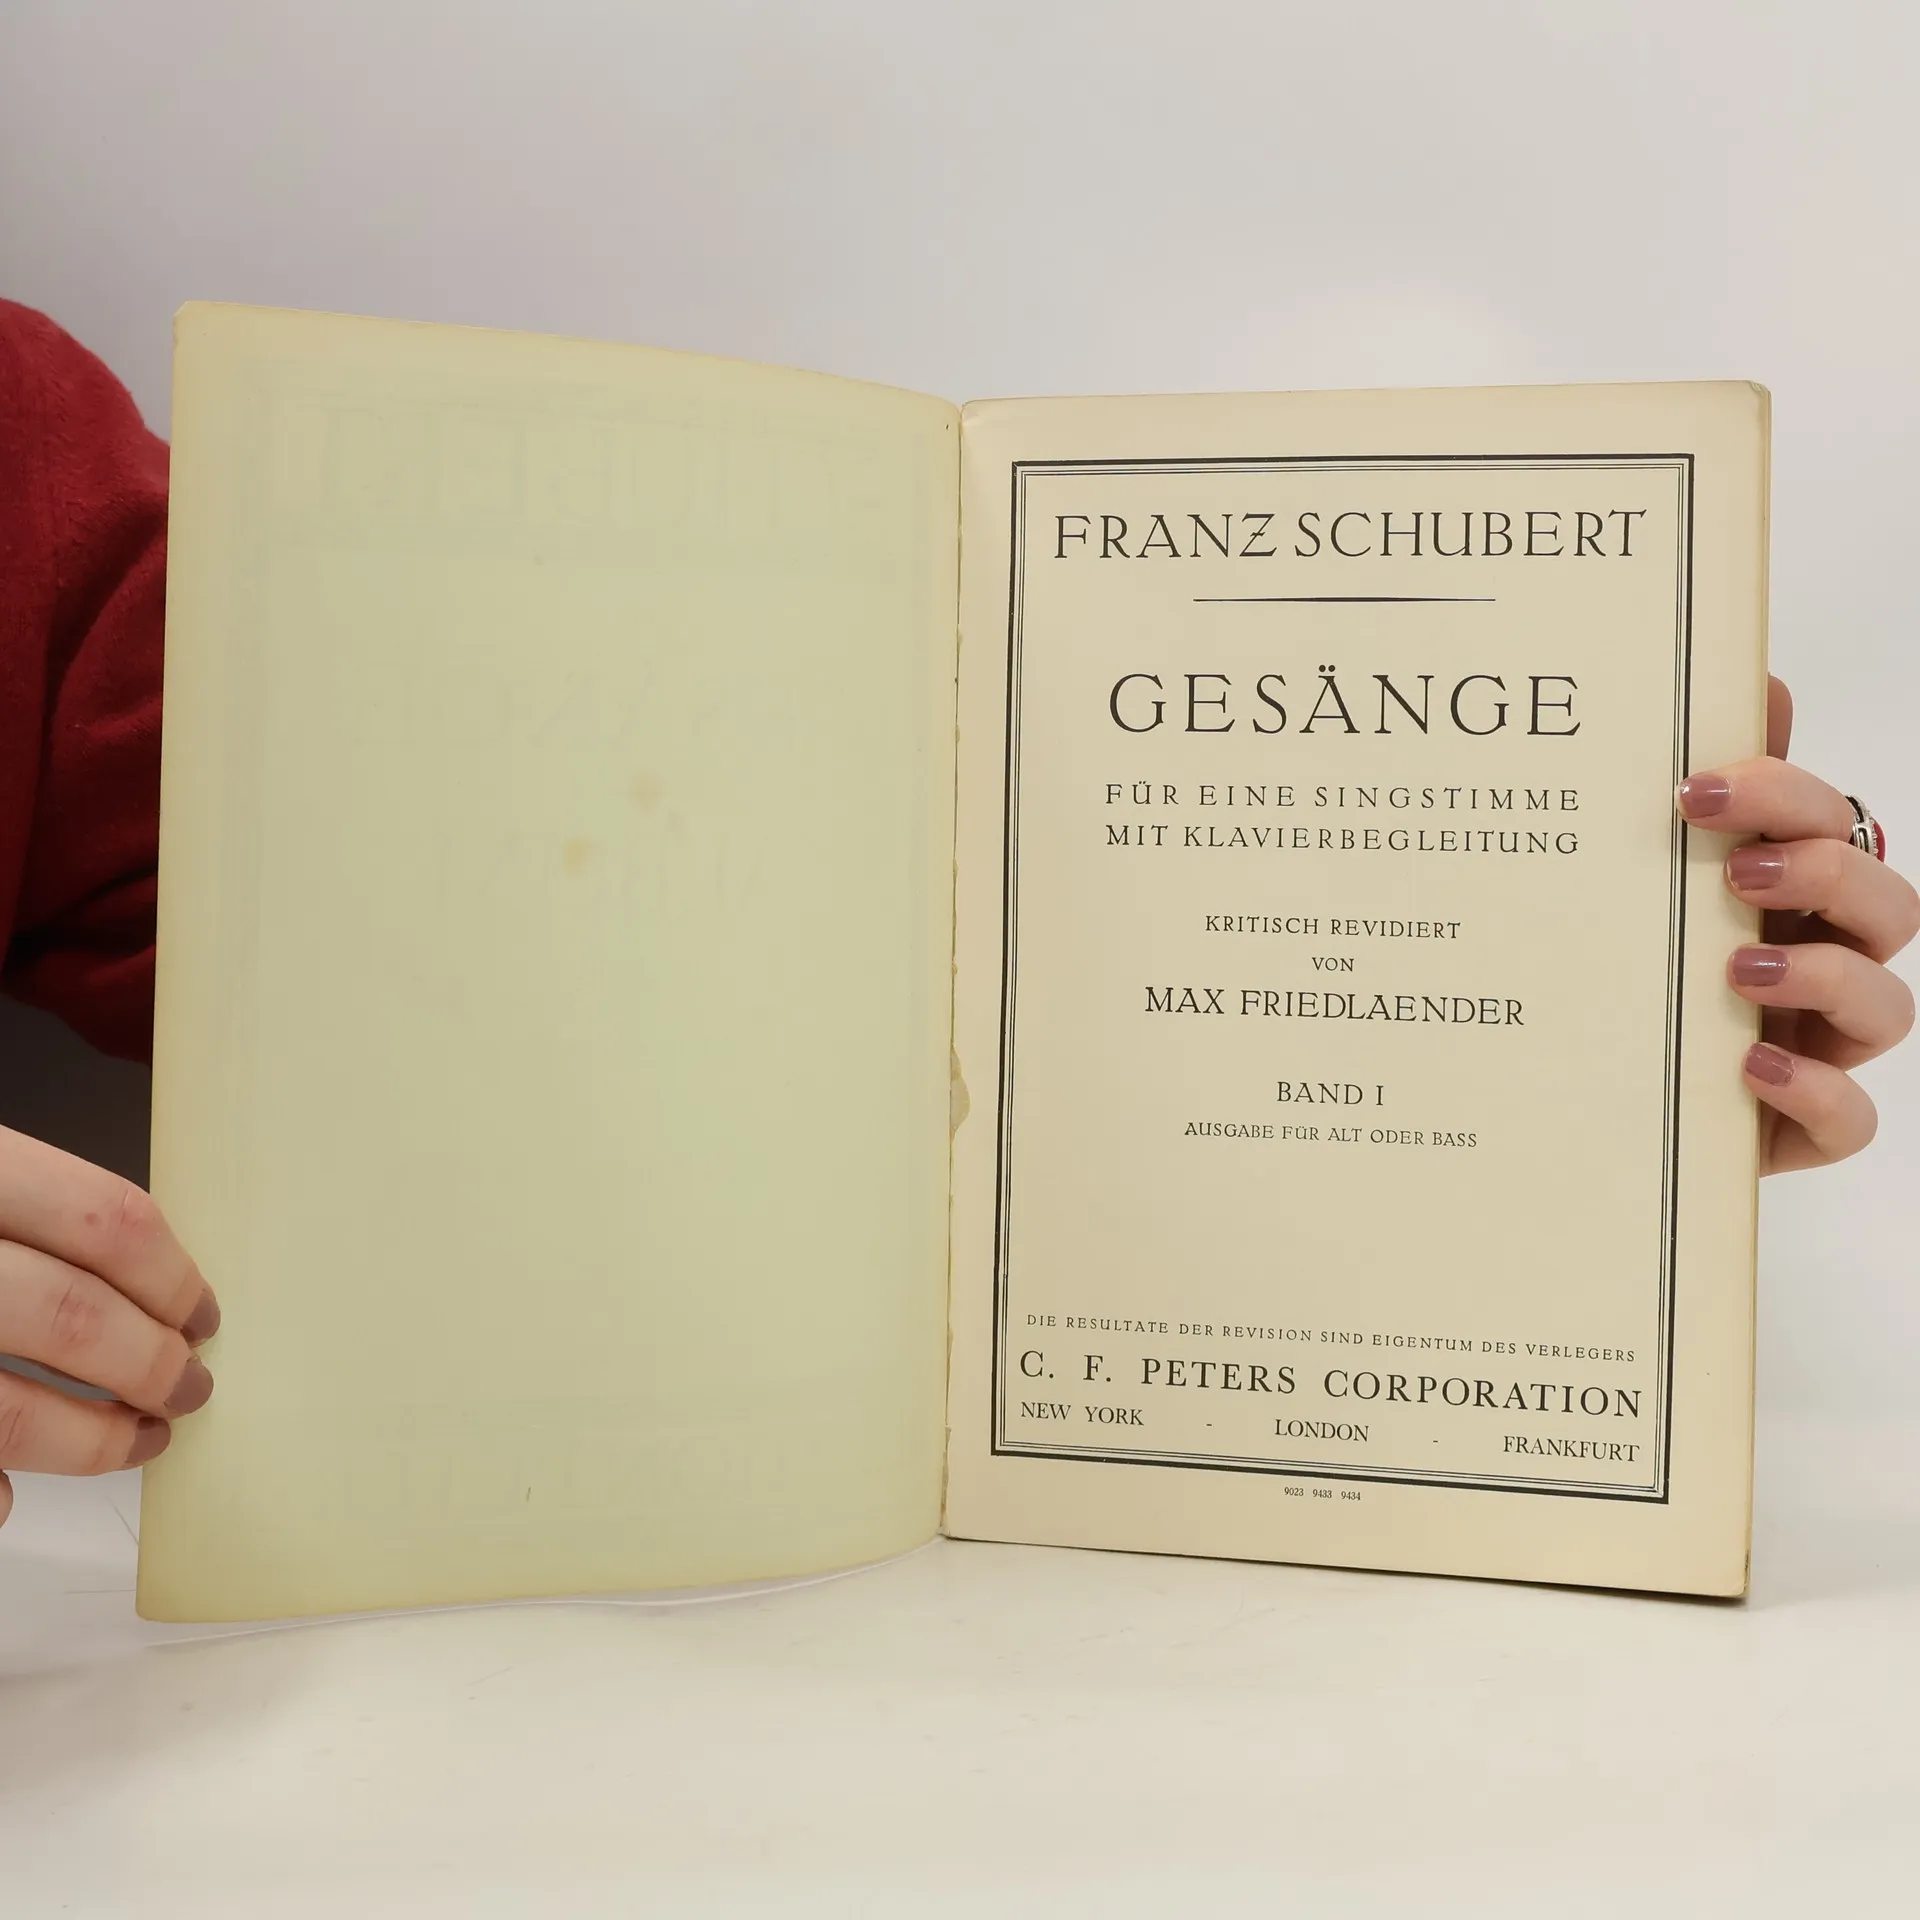 FRANZ SCHUBERT
GESÄNGE
FÜR EINE SINGSTIMME
MIT KLAVIERBEGLEITUNG
KRITISCH REVIDIERT
VON
MAX FRIEDLAENDER
BAND I
AUSGABE FÜR ALT ODER BASS
DIE RESULTATE DER REVISION SIND EIGENTUM DES VERLEGERS
C. F. PETERS CORPORATION
NEW YORK - LONDON - FRANKFURT
9023 9433 9434